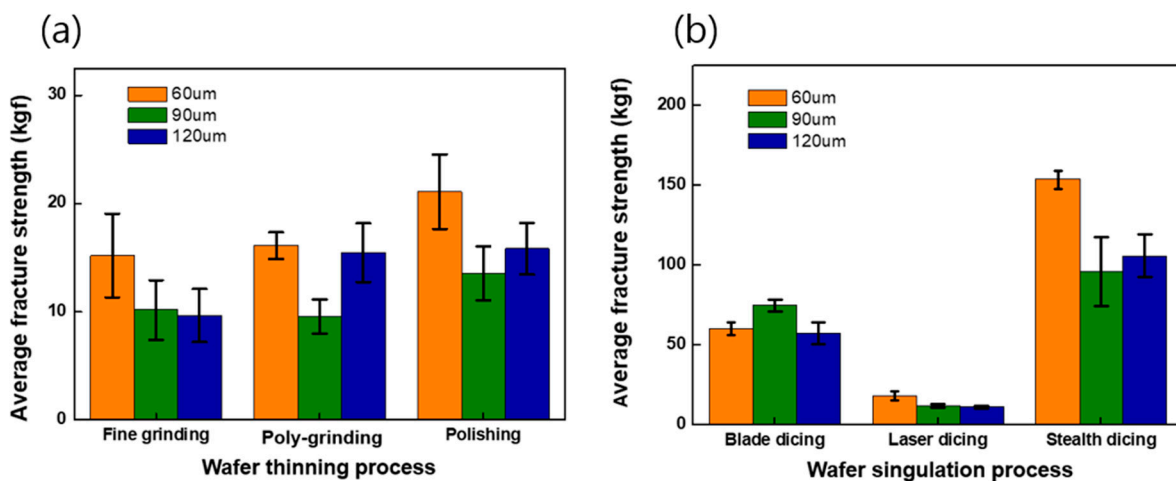 (a)
Average fracture strength (kgf)
30
20
10
0
60um
90um
120um
Fine grinding
Poly-grinding
Polishing
Wafer thinning process
(b)
Average fracture strength (kgf)
200
150
100
50
0
60um
90um
120um
Blade dicing
Laser dicing
Stealth dicing
Wafer singulation process